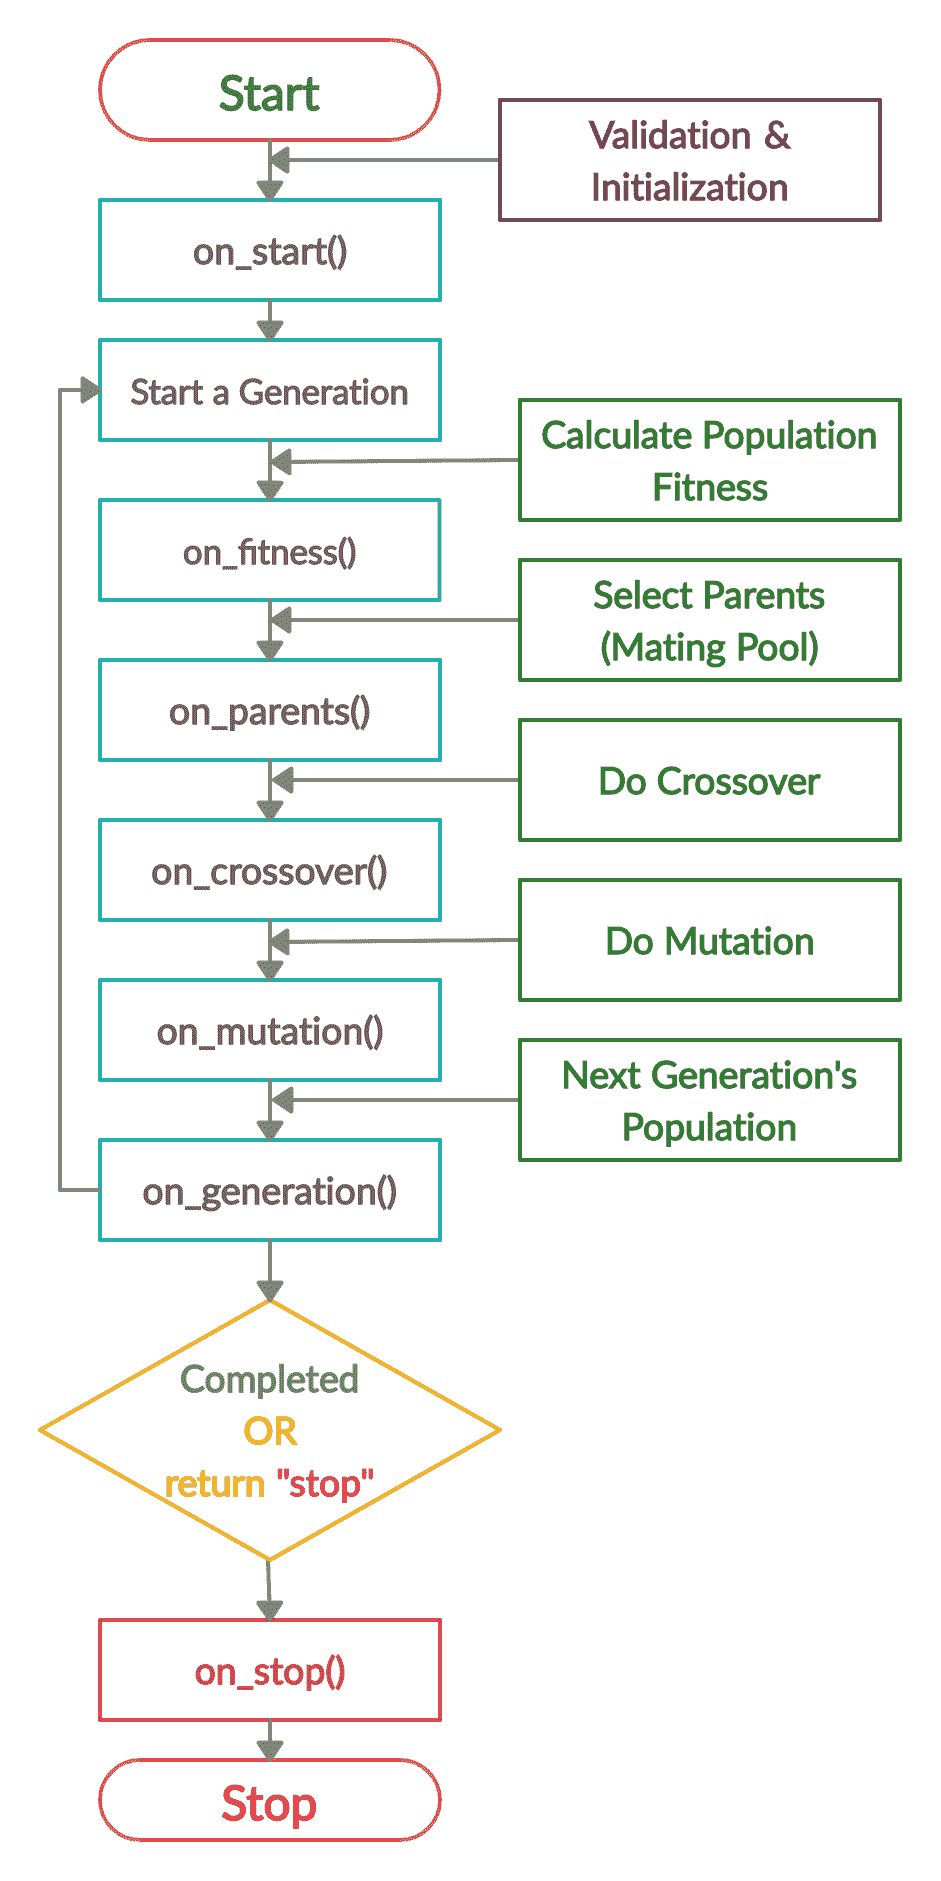 Start
Validation &
Initialization
on_start()
Start a Generation
Calculate Population
Fitness
on_fitness()
Select Parents
(Mating Pool)
on_parents()
Do Crossover
on_crossover()
Do Mutation
on_mutation()
Next Generation's
Population
on_generation()
Completed
OR
return "stop"
on_stop()
Stop